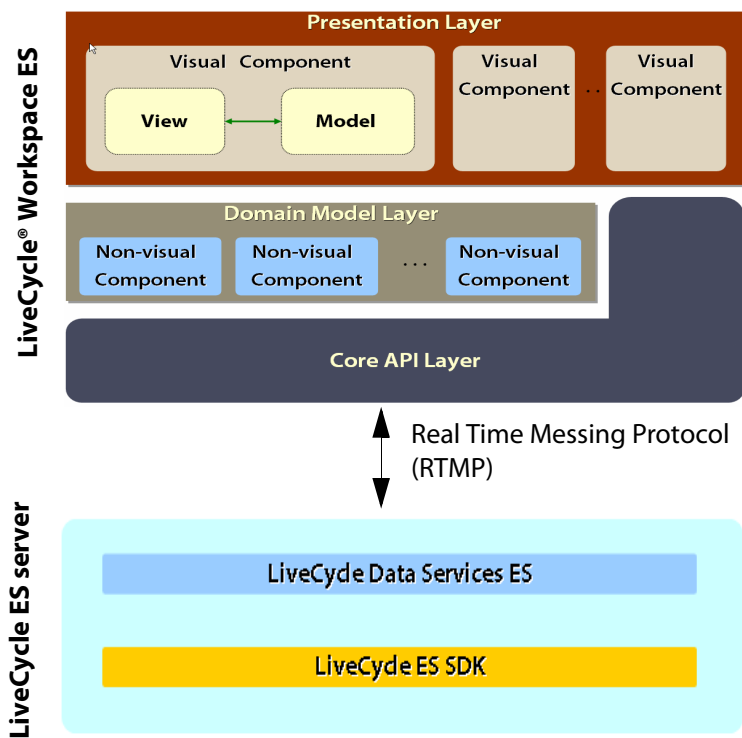 LiveCycle® Workspace ES
Presentation Layer
Visual Component
View
Model
Visual
Component
. .
Visual
Component
Domain Model Layer
Non-visual
Component
Non-visual
Component
...
Non-visual
Component
Core API Layer
Real Time Messing Protocol
(RTMP)
LiveCycle ES server
LiveCycle Data Services ES
LiveCycle ES SDK